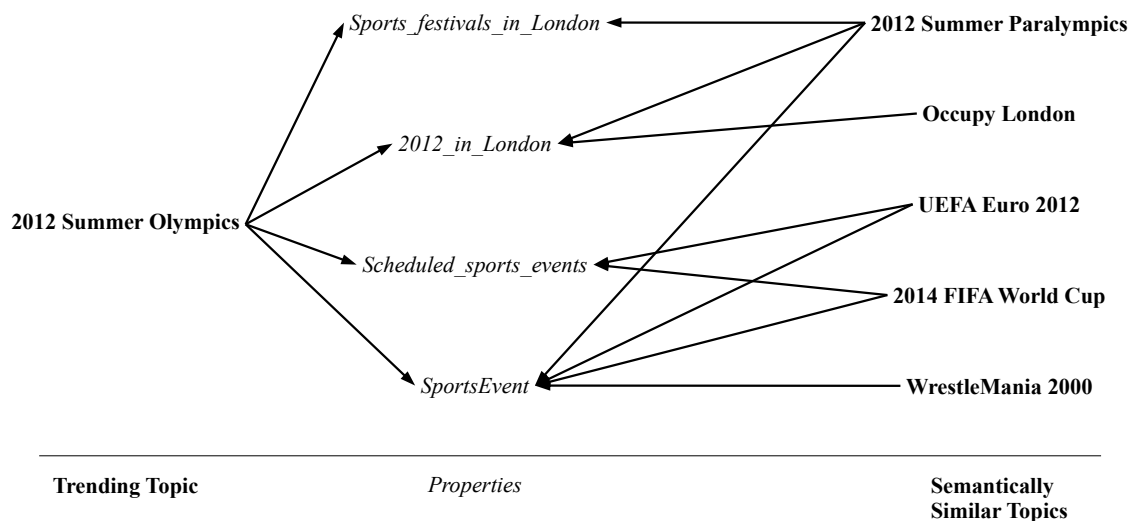 Sports_festivals_in_London
2012 Summer Paralympics
Occupy London
2012_in_London
UEFA Euro 2012
2012 Summer Olympics
Scheduled_sports_events
2014 FIFA World Cup
SportsEvent
WrestleMania 2000
Trending Topic
Properties
Semantically
Similar Topics